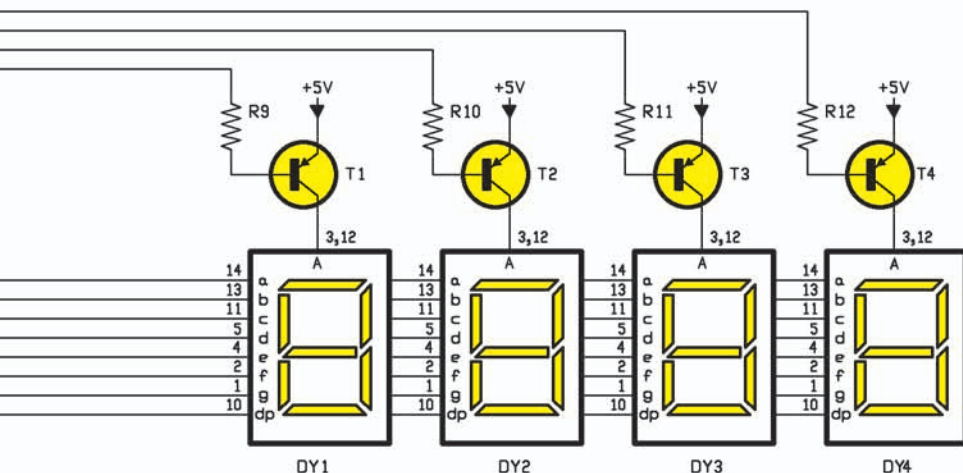 +5V +5V +5V +5V
R9 R10 R11 R12
T1 T2 T3 T4
3,12 3,12 3,12 3,12
A A A A
14 a 14 a 14 a 14 a
13 b 13 b 13 b 13 b
11 c 11 c 11 c 11 c
5 d 5 d 5 d 5 d
4 e 4 e 4 e 4 e
2 f 2 f 2 f 2 f
1 g 1 g 1 g 1 g
10 dp 10 dp 10 dp 10 dp
DY1 DY2 DY3 DY4